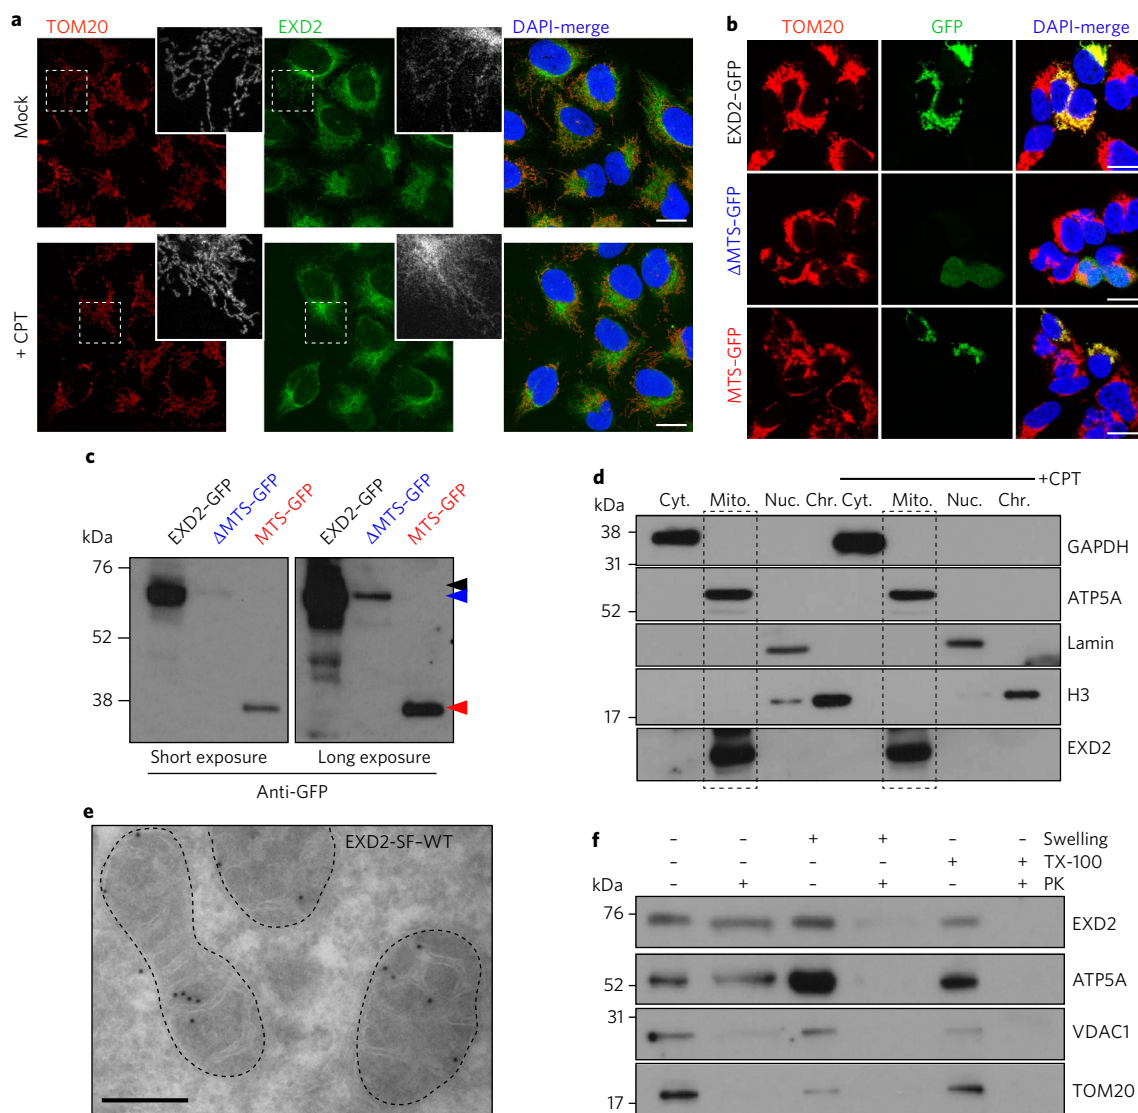 a
TOM20 EXD2 DAPI-merge
Mock
+ CPT
b
TOM20 GFP DAPI-merge
EXD2–GFP
ΔMTS–GFP
MTS–GFP
c
EXD2–GFP ΔMTS–GFP MTS–GFP EXD2–GFP ΔMTS–GFP MTS–GFP
kDa
76
52
38
Short exposure Long exposure
Anti-GFP
d
+CPT
kDa Cyt. Mito. Nuc. Chr. Cyt. Mito. Nuc. Chr.
38 GAPDH
31
ATP5A
52
Lamin
H3
17
EXD2
e
EXD2-SF–WT
f
– – + + – – Swelling
– – – – + + TX-100
kDa – + – + – + PK
76 EXD2
52 ATP5A
31
VDAC1
TOM20
17